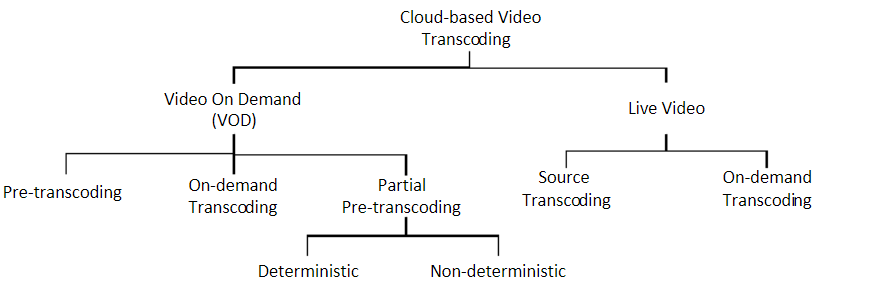 Cloud-based Video
Transcoding
Video On Demand
(VOD)
Live Video
Pre-transcoding
On-demand
Transcoding
Partial
Pre-transcoding
Source
Transcoding
On-demand
Transcoding
Deterministic
Non-deterministic